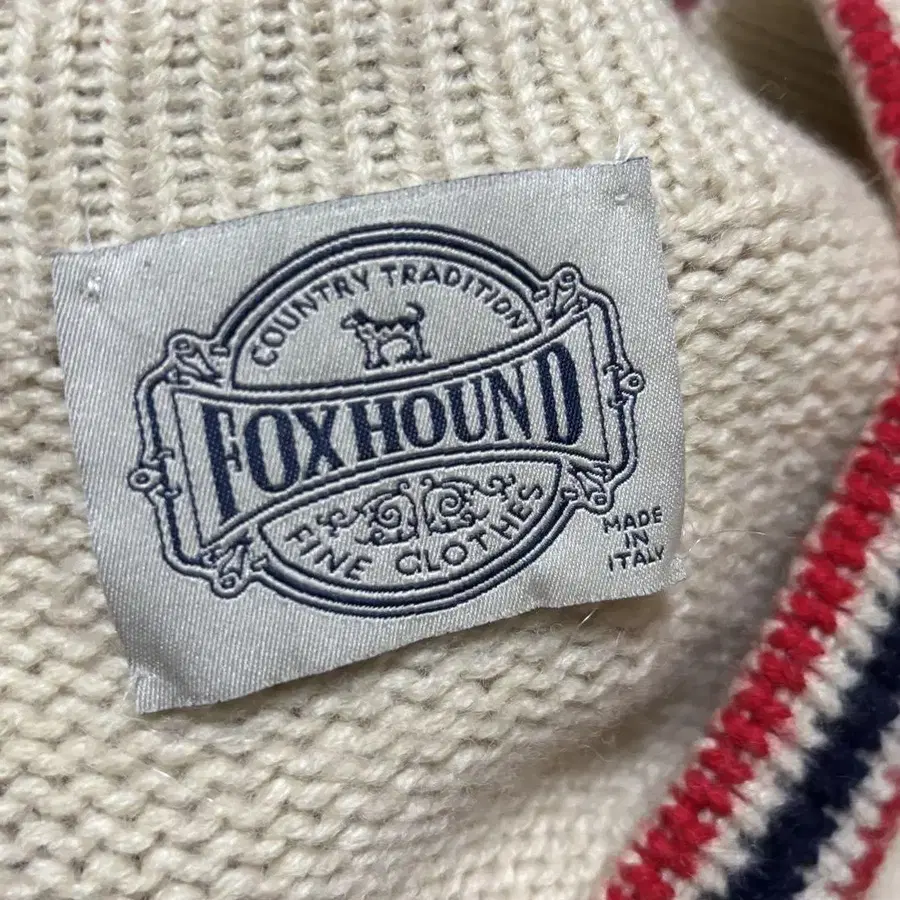 COUNTRY TRADITION
FOXHOUND
FINE CLOTHES
MADE
IN
ITALY